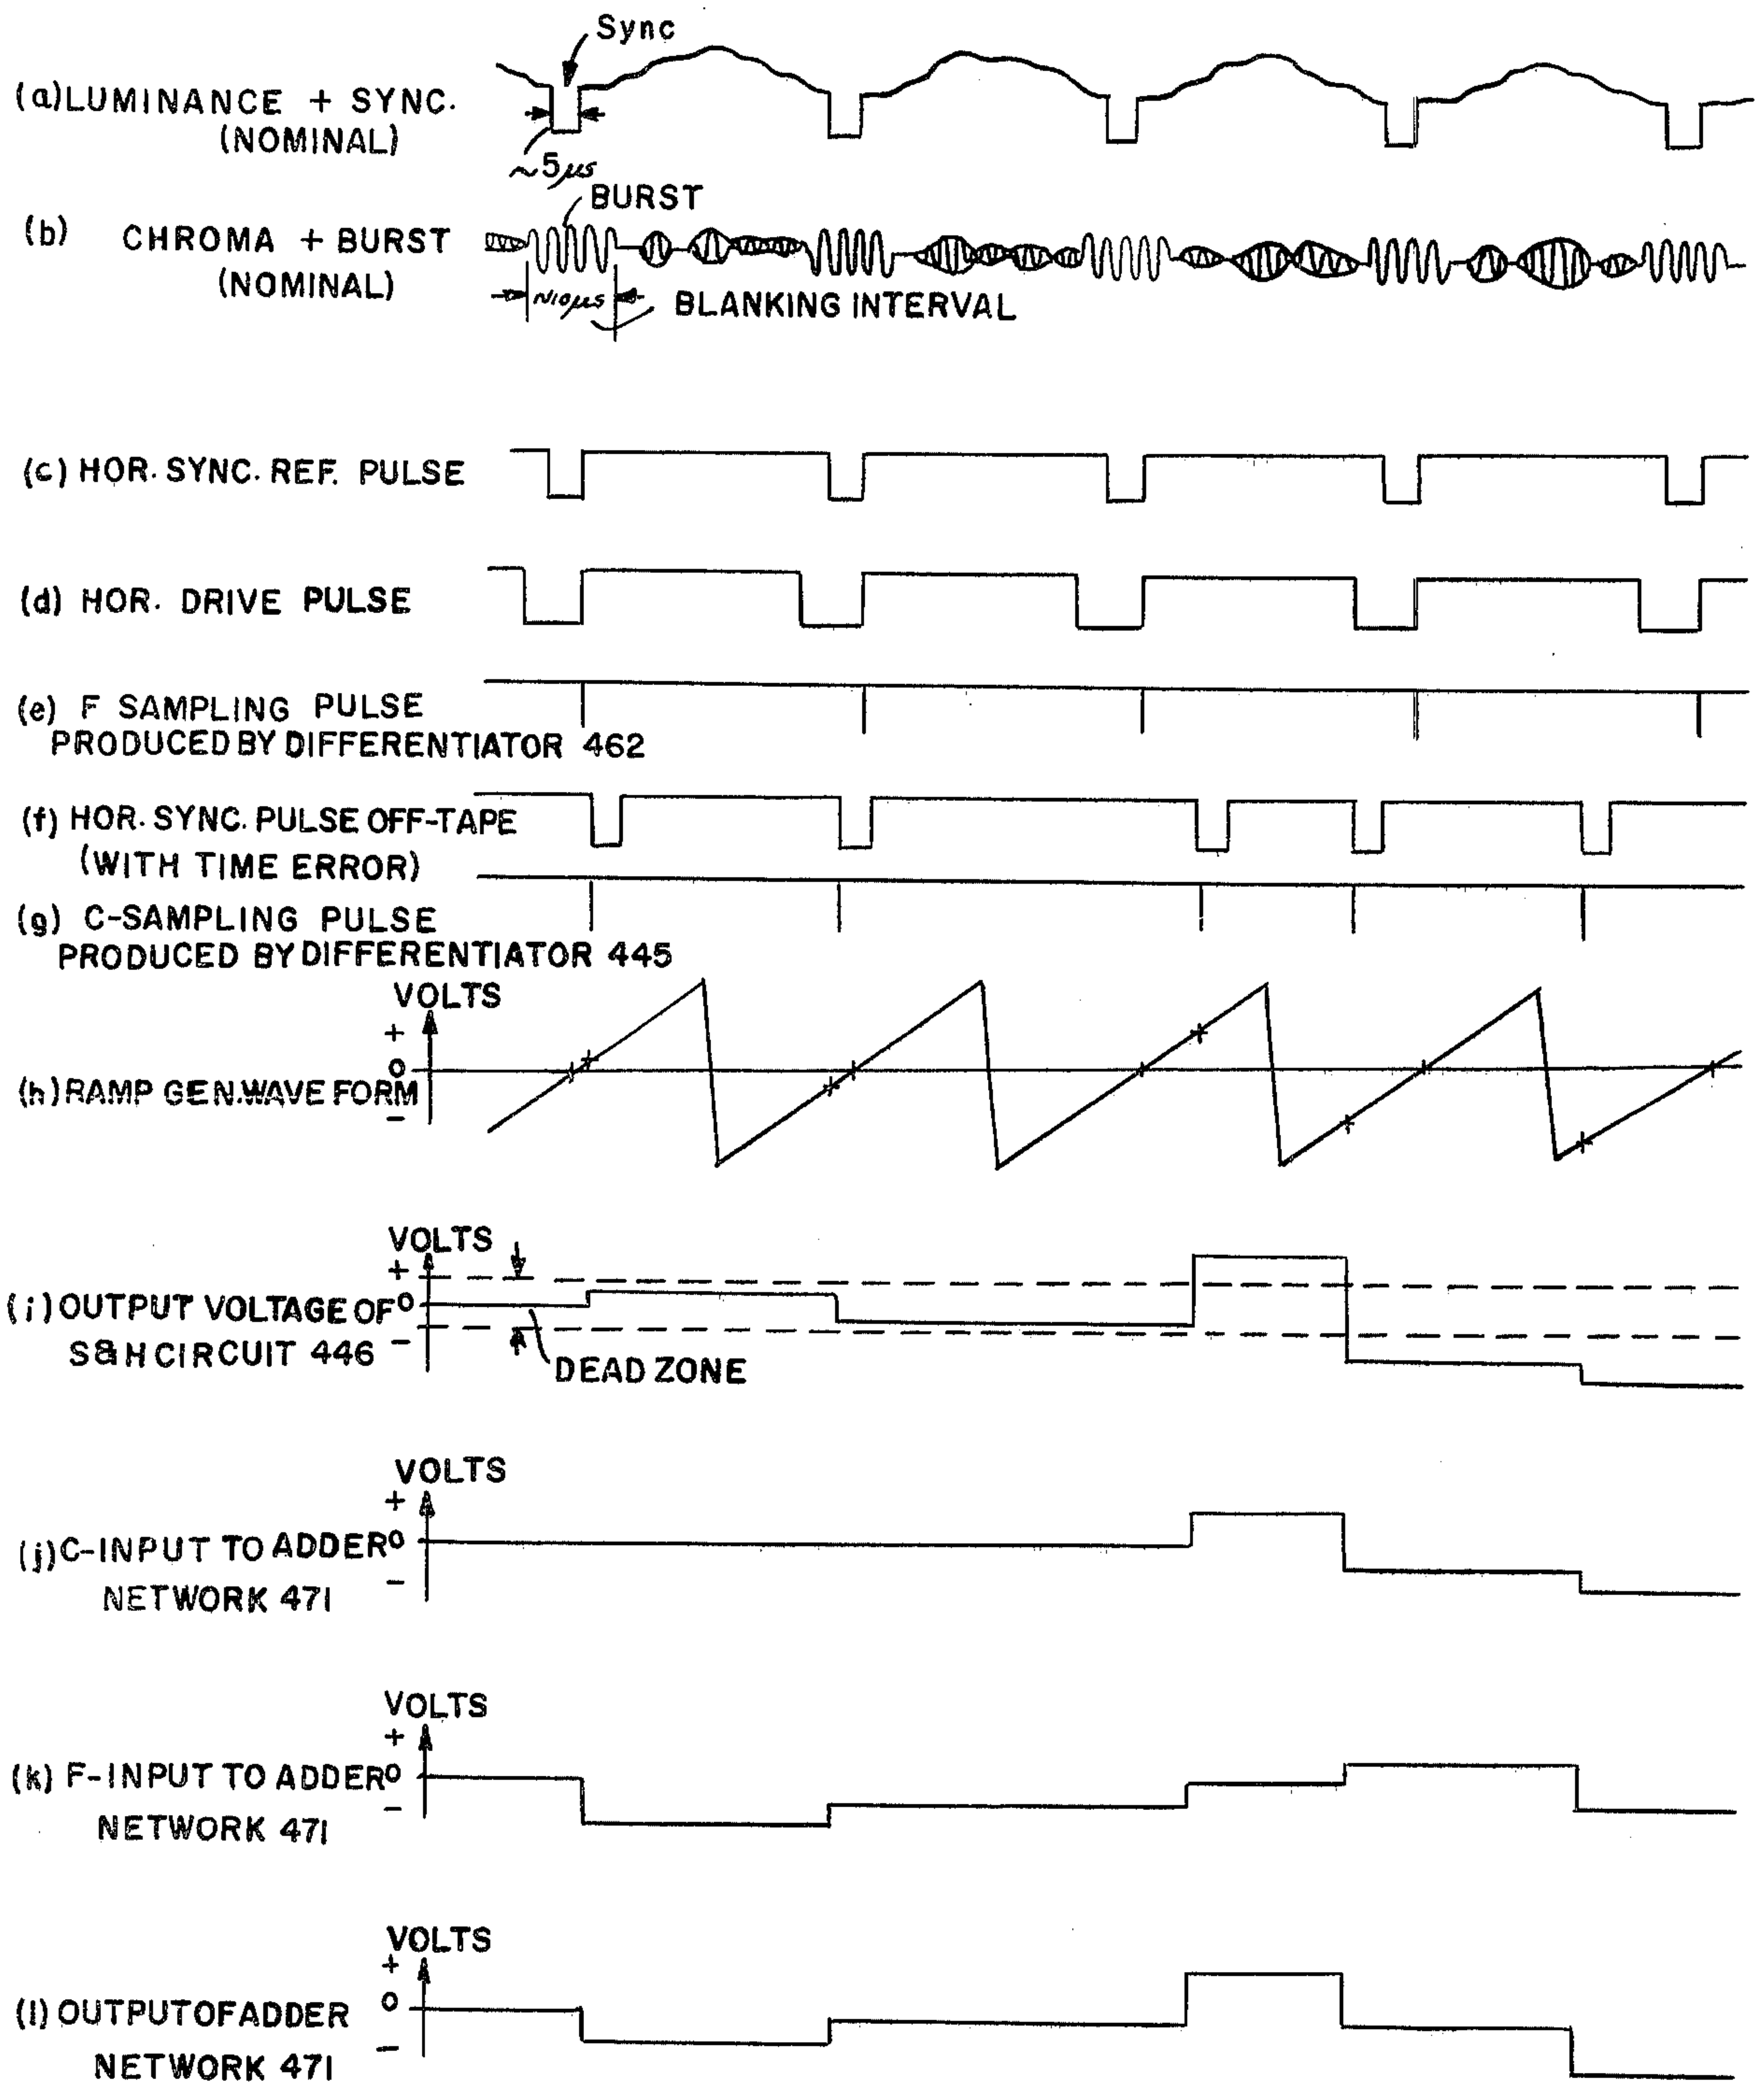 Sync
(a) LUMINANCE + SYNC.
(NOMINAL)
~5μs
BURST
(b) CHROMA + BURST
(NOMINAL)
~10μs
BLANKING INTERVAL
(c) HOR. SYNC. REF. PULSE
(d) HOR. DRIVE PULSE
(e) F SAMPLING PULSE
PRODUCED BY DIFFERENTIATOR 462
(f) HOR. SYNC. PULSE OFF-TAPE
(WITH TIME ERROR)
(g) C-SAMPLING PULSE
PRODUCED BY DIFFERENTIATOR 445
VOLTS
+
0
(h) RAMP GEN. WAVE FORM
-
VOLTS
+
(i) OUTPUT VOLTAGE OF 0
S&H CIRCUIT 446 -
DEAD ZONE
VOLTS
+
(j) C-INPUT TO ADDER 0
-
NETWORK 471
VOLTS
+
(k) F-INPUT TO ADDER 0
-
NETWORK 471
VOLTS
+
(l) OUTPUT OF ADDER 0
-
NETWORK 471